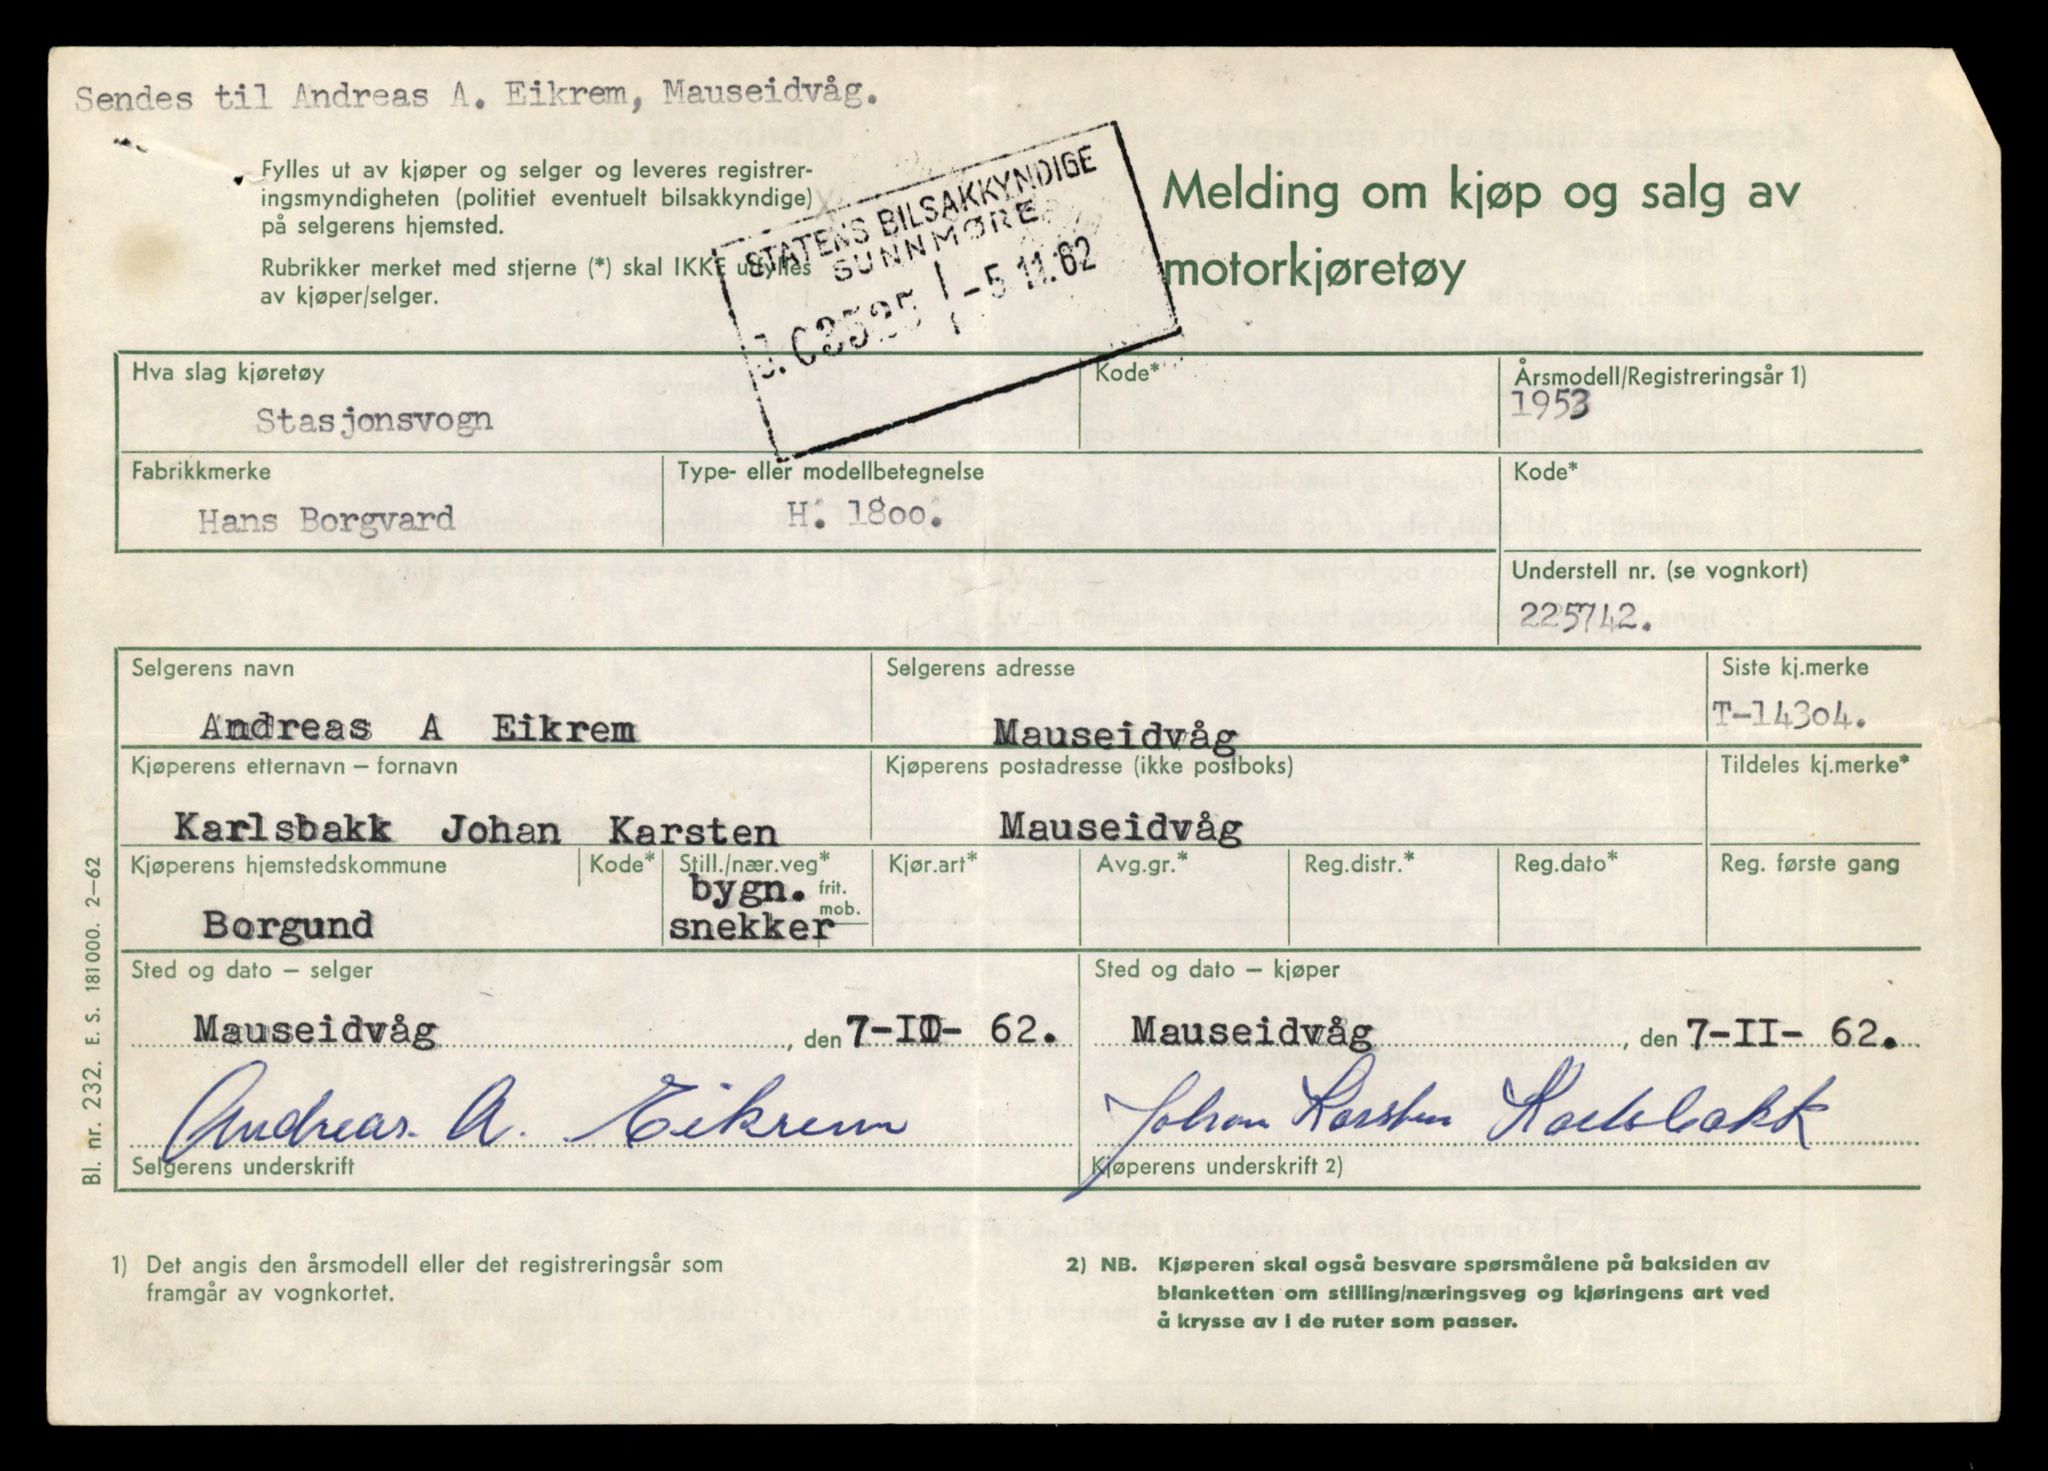 Sendes til Andreas A. Eikrem, Mauseidvåg.
Fylles ut av kjøper og selger og leveres registrer-
ingsmyndigheten (politiet eventuelt bilsakkyndige)
på selgerens hjemsted.
Rubrikker merket med stjerne (*) skal IKKE utfylles
av kjøper/selger.
STATENS BILSAKKYNDIGE
SUNNMØRE
-5.11.62
Melding om kjøp og salg av
motorkjøretøy
Hva slag kjøretøy
Kode*
Årsmodell/Registreringsår 1)
Stasjonsvogn
1953
Fabrikkmerke
Type- eller modellbetegnelse
Kode*
Hans Borgvard
H. 1800.
Understell nr. (se vognkort)
225742.
Selgerens navn
Selgerens adresse
Siste kj.merke
Andreas A Eikrem
Mauseidvåg
T-14304.
Kjøperens etternavn – fornavn
Kjøperens postadresse (ikke postboks)
Tildeles kj.merke*
Karlsbakk Johan Karsten
Mauseidvåg
Kjøperens hjemstedskommune
Kode*
Still./nær.veg*
Kjør.art*
Avg.gr.*
Reg.distr.*
Reg.dato*
Reg. første gang
Borgund
bygn.
snekker
frit.
mob.
Sted og dato – selger
Sted og dato – kjøper
Mauseidvåg, den 7-II- 62.
Mauseidvåg, den 7-II- 62.
Andreas. A. Eikrem
Johan Karsten Karlsbakk
Selgerens underskrift
Kjøperens underskrift 2)
Bl. nr. 232. E. S. 181 000. 2–62
1) Det angis den årsmodell eller det registreringsår som
framgår av vognkortet.
2) NB. Kjøperen skal også besvare spørsmålene på baksiden av
blanketten om stilling/næringsveg og kjøringens art ved
å krysse av i de ruter som passer.